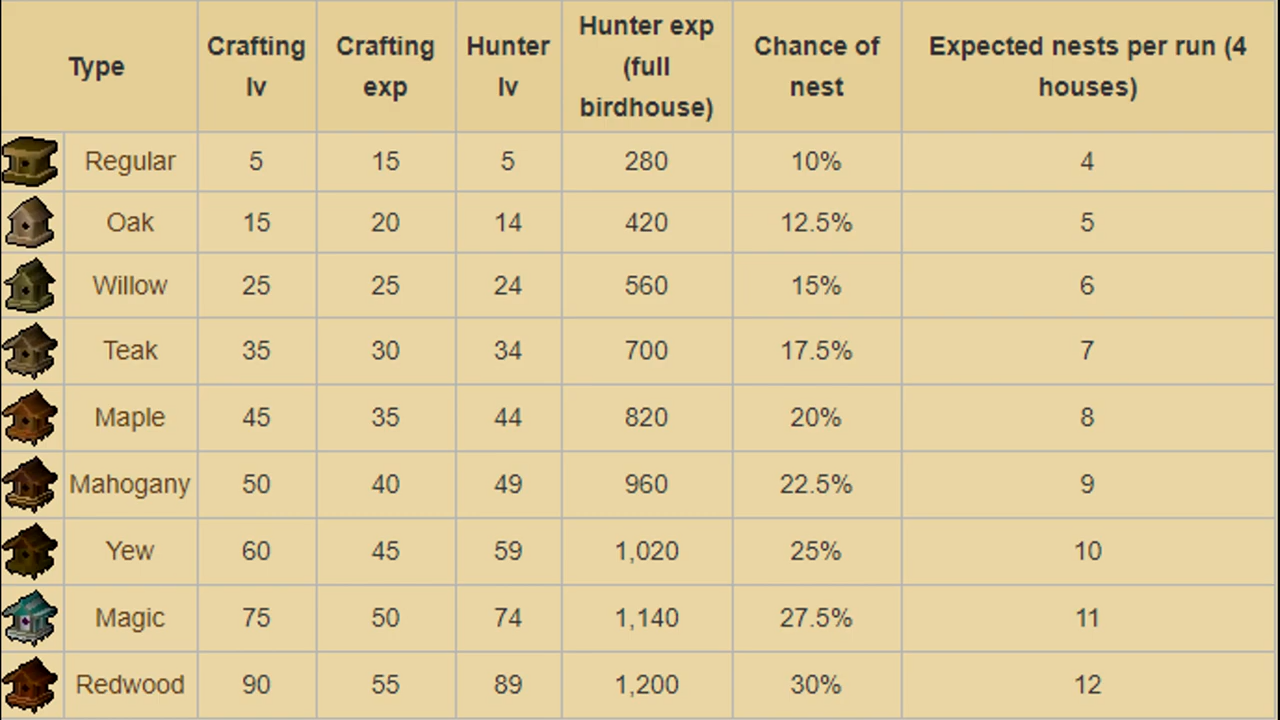 Type Crafting lv Crafting exp Hunter lv Hunter exp (full birdhouse) Chance of nest Expected nests per run (4 houses)
Regular 5 15 5 280 10% 4
Oak 15 20 14 420 12.5% 5
Willow 25 25 24 560 15% 6
Teak 35 30 34 700 17.5% 7
Maple 45 35 44 820 20% 8
Mahogany 50 40 49 960 22.5% 9
Yew 60 45 59 1,020 25% 10
Magic 75 50 74 1,140 27.5% 11
Redwood 90 55 89 1,200 30% 12